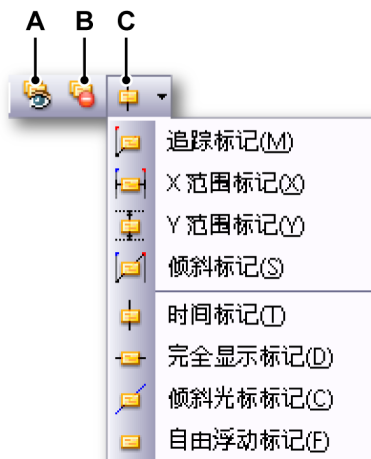 A B C
追踪标记(M)
X 范围标记(X)
Y 范围标记(Y)
倾斜标记(S)
时间标记(T)
完全显示标记(D)
倾斜光标标记(C)
自由浮动标记(F)